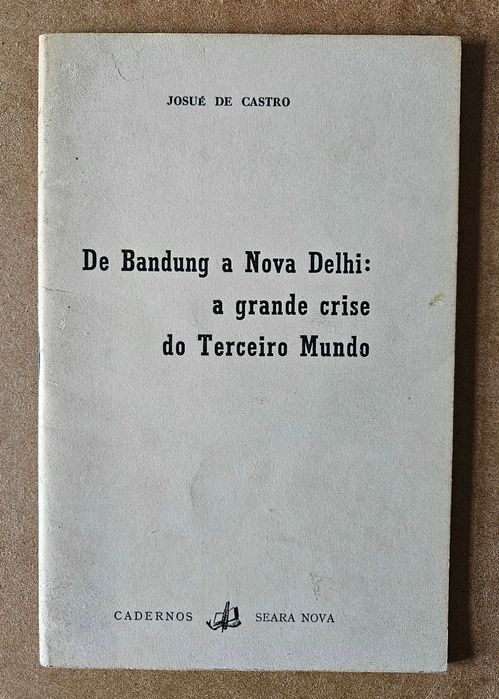 JOSUÉ DE CASTRO
De Bandung a Nova Delhi:
a grande crise
do Terceiro Mundo
CADERNOS SEARA NOVA